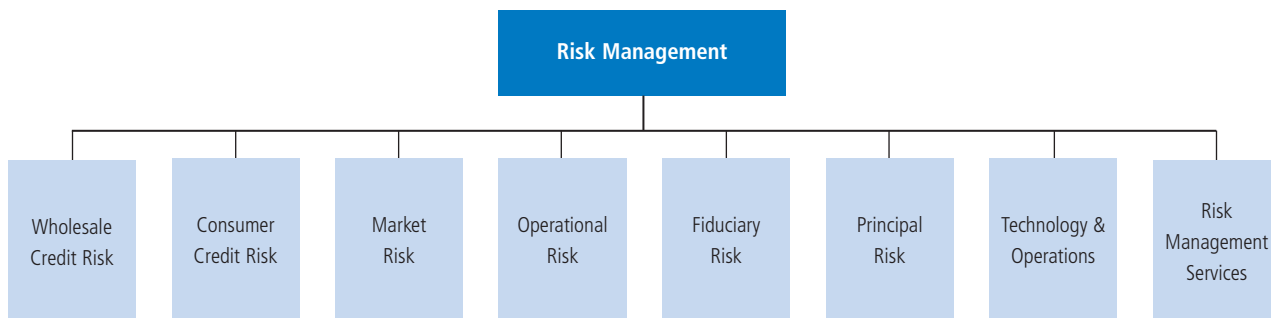 Risk Management
Wholesale
Credit Risk
Consumer
Credit Risk
Market
Risk
Operational
Risk
Fiduciary
Risk
Principal
Risk
Technology &
Operations
Risk
Management
Services